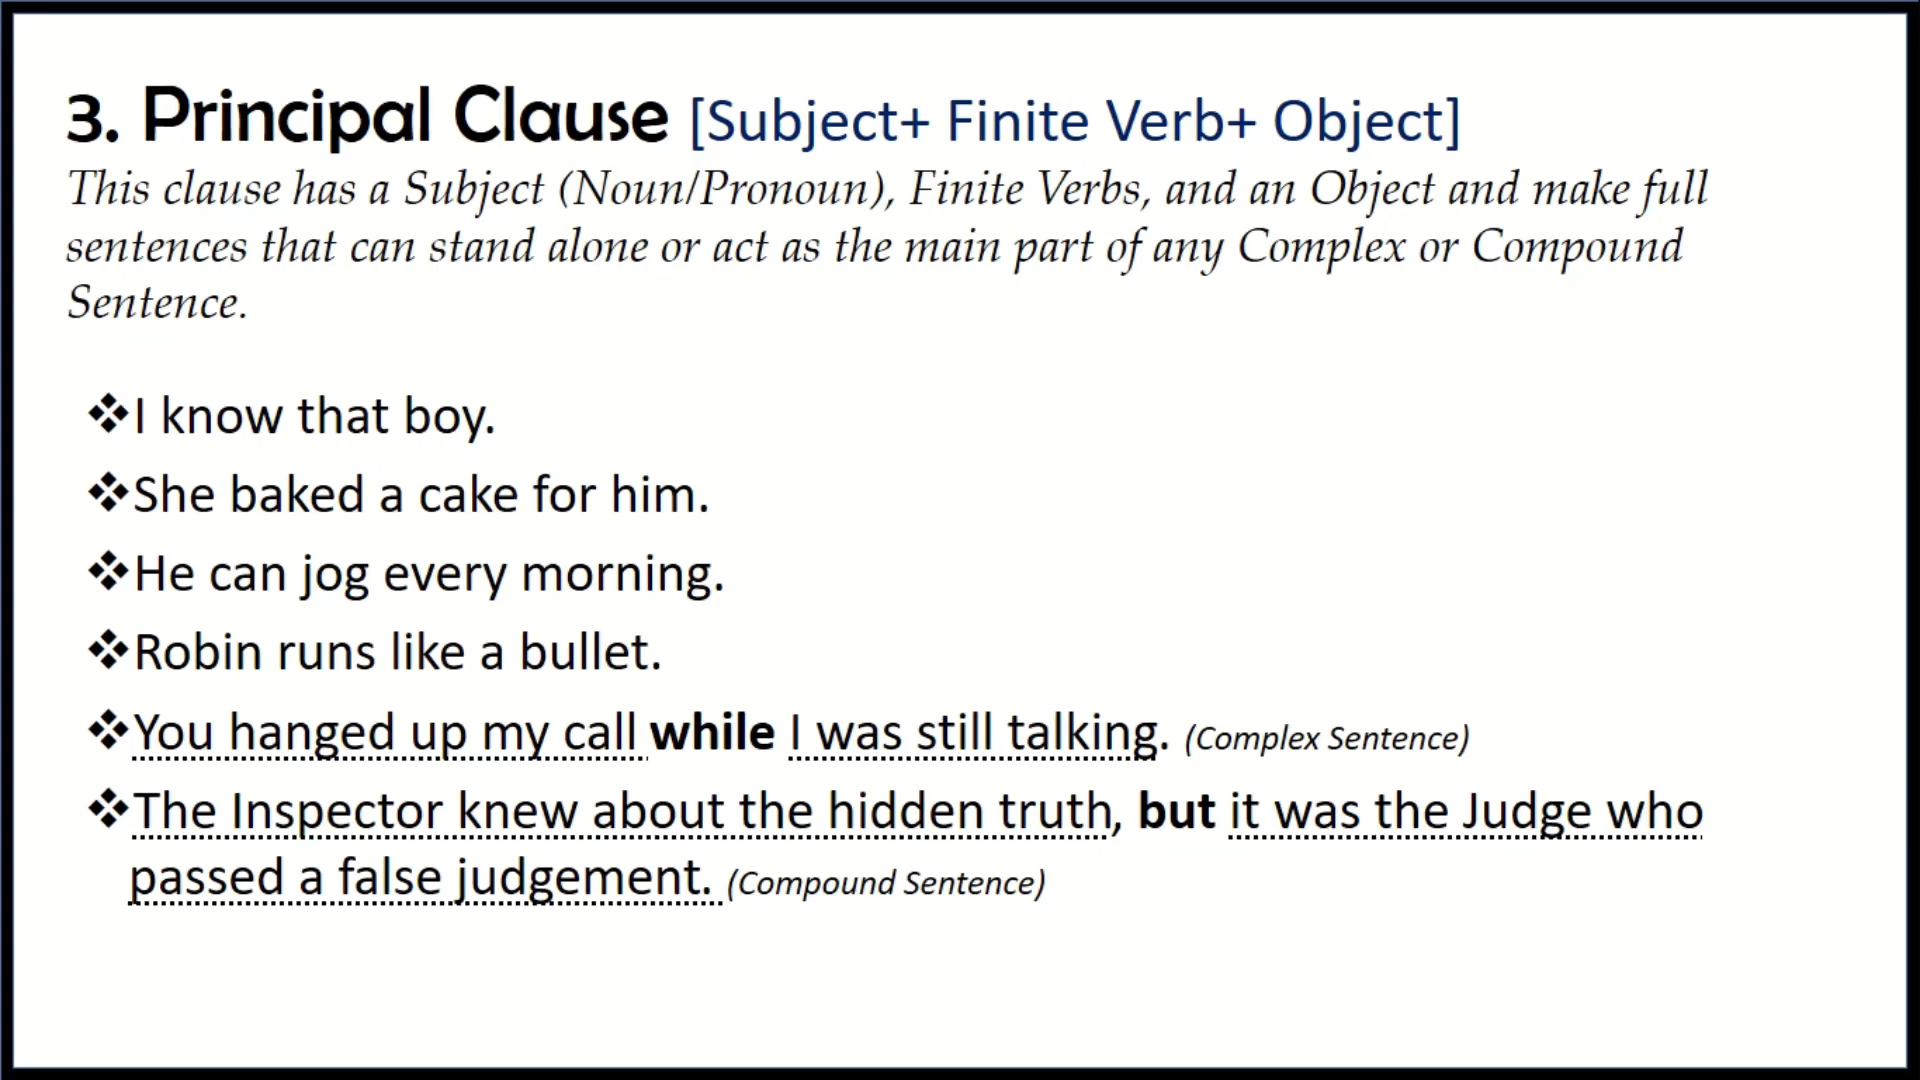 3. Principal Clause [Subject+ Finite Verb+ Object]
This clause has a Subject (Noun/Pronoun), Finite Verbs, and an Object and make full
sentences that can stand alone or act as the main part of any Complex or Compound
Sentence.
❖I know that boy.
❖She baked a cake for him.
❖He can jog every morning.
❖Robin runs like a bullet.
❖You hanged up my call while I was still talking. (Complex Sentence)
❖The Inspector knew about the hidden truth, but it was the Judge who
passed a false judgement. (Compound Sentence)